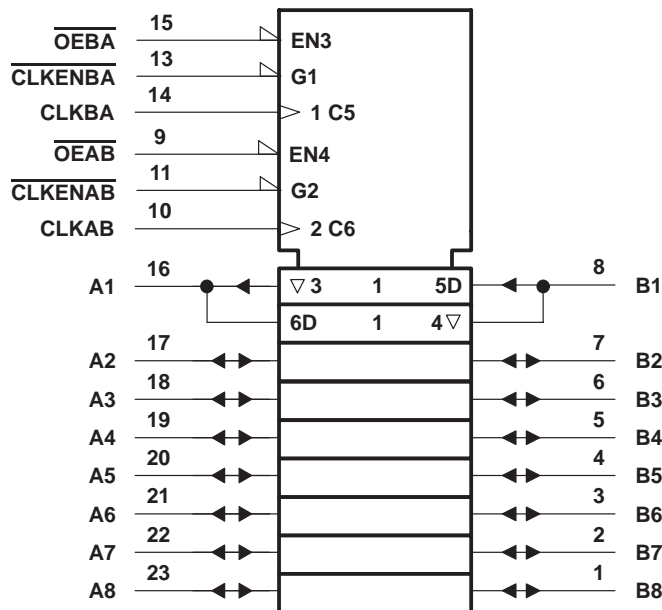 15
OEBA EN3
13
CLKENBA G1
14
CLKBA 1 C5
9
OEAB EN4
11
CLKENAB G2
10
CLKAB 2 C6
16 8
A1 ▽ 3 1 5D B1
6D 1 4 ▽
17 7
A2 B2
18 6
A3 B3
19 5
A4 B4
20 4
A5 B5
21 3
A6 B6
22 2
A7 B7
23 1
A8 B8